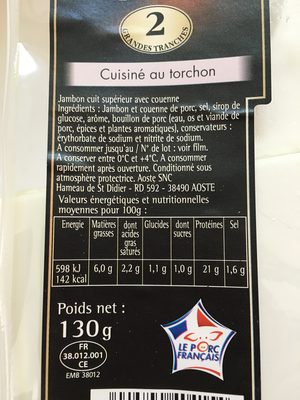 2
GRANDES TRANCHES
Cuisiné au torchon
Jambon cuit supérieur avec couenne
Ingrédients : Jambon et couenne de porc, sel, sirop de
glucose, arôme, bouillon de porc (eau, os et viande de
porc, épices et plantes aromatiques), conservateurs :
érythorbate de sodium et nitrite de sodium.
A consommer jusqu'au / N° de lot : voir film.
A conserver entre 0°C et +4°C. A consommer
rapidement après ouverture. Conditionné sous
atmosphère protectrice. Aoste SNC
Hameau de St Didier - RD 592 - 38490 AOSTE
Valeurs énergétiques et nutritionnelles
moyennes pour 100g :
Energie Matières grasses dont acides gras saturés Glucides dont sucres Protéines Sel
598 kJ 142 kcal 6,0 g 2,2 g 1,1 g 1,0 g 21 g 1,6 g
Poids net :
130g
FR
38.012.001
CE
EMB 38012
LE PORC
FRANÇAIS